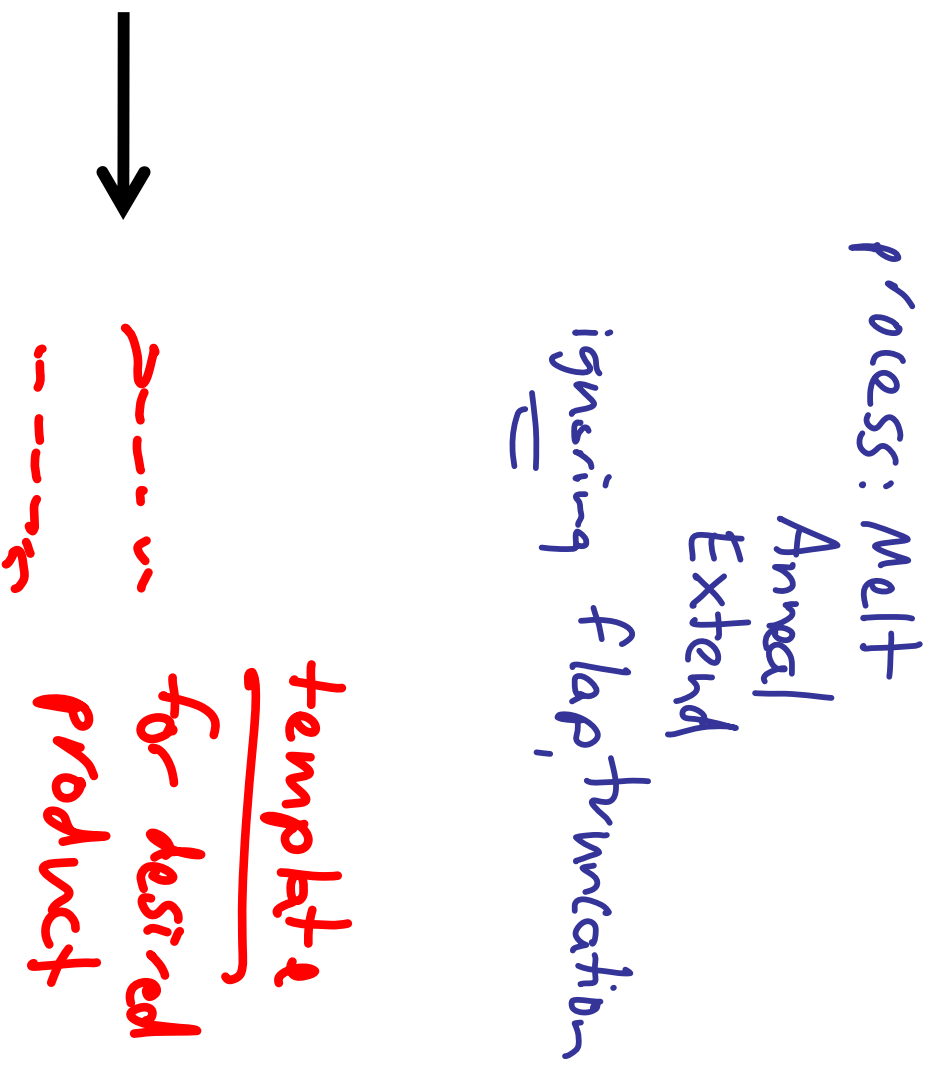 process: Melt
Anneal
Extend
ignoring flap, truncation
template
for desired
product